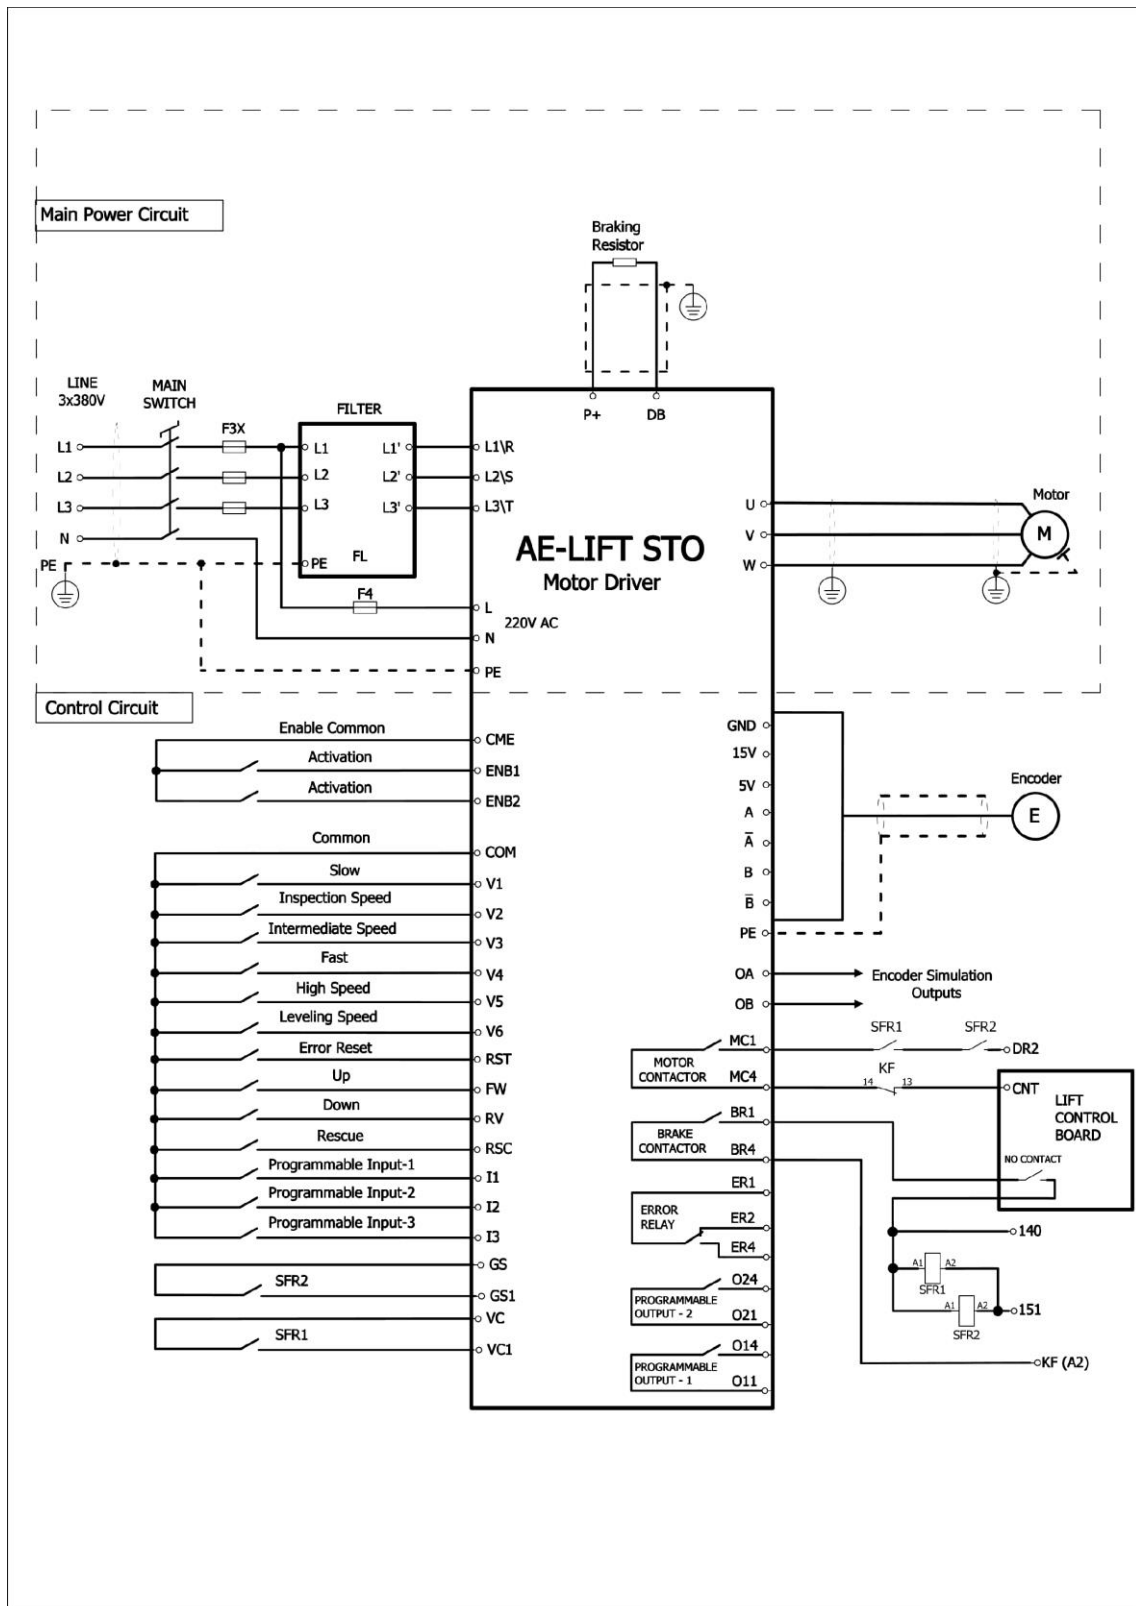 Main Power Circuit
Braking
Resistor
P+
DB
LINE
3x380V
MAIN
SWITCH
F3X
FILTER
L1
L2
L3
N
PE
L1
L2
L3
PE
L1'
L2'
L3'
FL
F4
L1\R
L2\S
L3\T
L
220V AC
N
PE
AE-LIFT STO
Motor Driver
U
V
W
Motor
M
Control Circuit
Enable Common
CME
Activation
ENB1
Activation
ENB2
Common
COM
Slow
V1
Inspection Speed
V2
Intermediate Speed
V3
Fast
V4
High Speed
V5
Leveling Speed
V6
Error Reset
RST
Up
FW
Down
RV
Rescue
RSC
Programmable Input-1
I1
Programmable Input-2
I2
Programmable Input-3
I3
GS
SFR2
GS1
VC
SFR1
VC1
GND
15V
5V
A
A̅
B
B̅
PE
Encoder
E
OA
OB
Encoder Simulation
Outputs
MOTOR
CONTACTOR
MC1
MC4
SFR1
SFR2
DR2
KF
14
13
CNT
LIFT
CONTROL
BOARD
NO CONTACT
BRAKE
CONTACTOR
BR1
BR4
ERROR
RELAY
ER1
ER2
ER4
140
A1
A2
SFR1
A1
A2
SFR2
151
PROGRAMMABLE
OUTPUT - 2
O24
O21
PROGRAMMABLE
OUTPUT - 1
O14
O11
KF (A2)